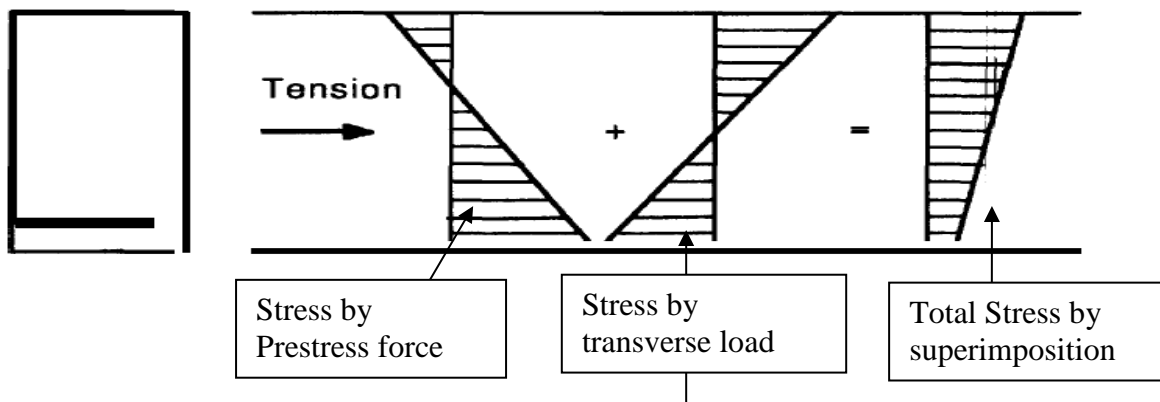 Tension
+
=
Stress by
Prestress force
Stress by
transverse load
Total Stress by
superimposition